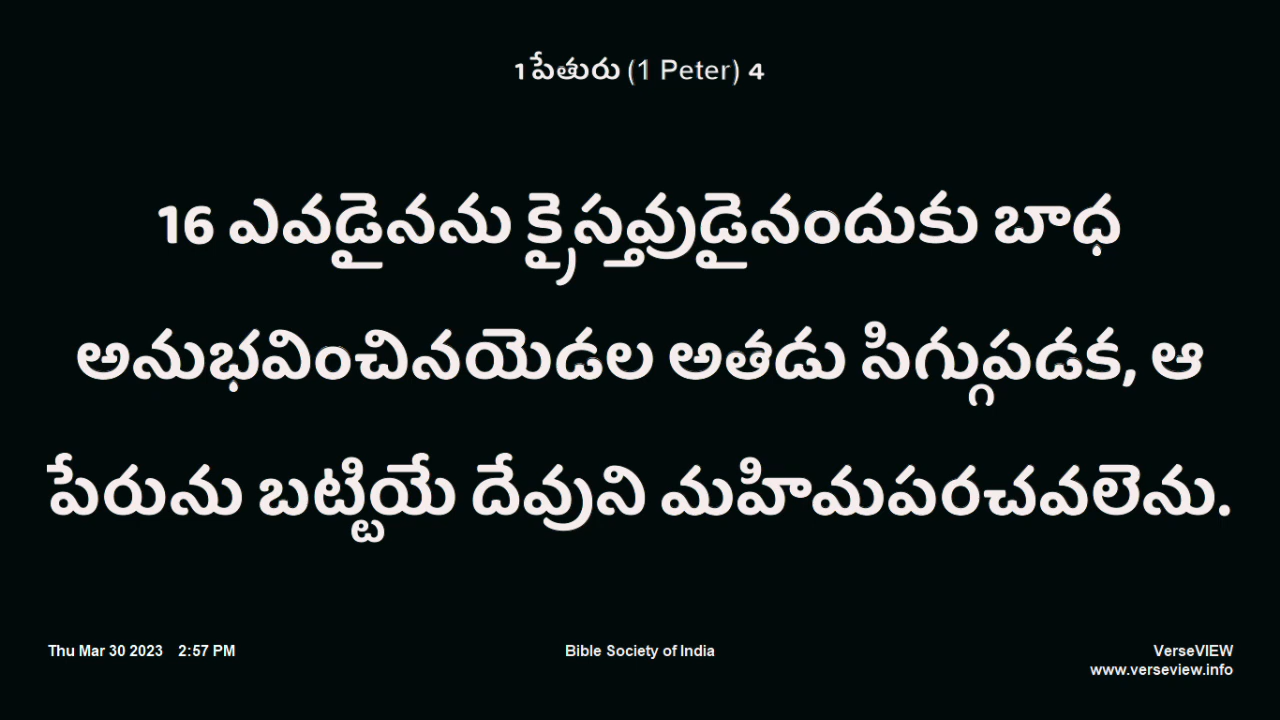 1 పేతురు (1 Peter) 4
16 ఎవడైనను క్రైస్తవుడైనందుకు బాధ
అనుభవించినయెడల అతడు సిగ్గుపడక, ఆ
పేరును బట్టియే దేవుని మహిమపరచవలెను.
Thu Mar 30 2023 2:57 PM
Bible Society of India
VerseVIEW
www.verseview.info